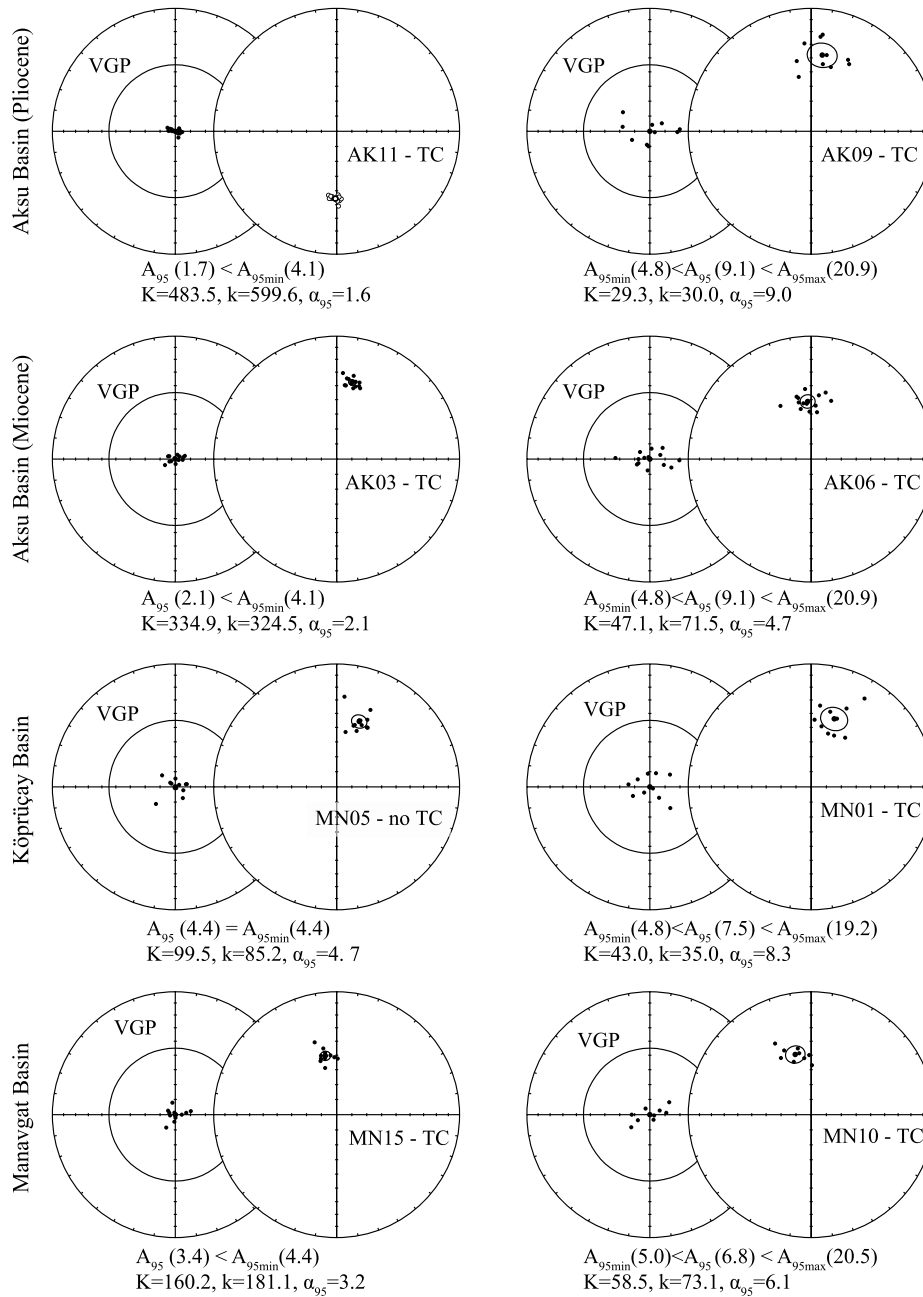 Aksu Basin (Pliocene)
VGP
AK11 - TC
A95 (1.7) < A95min(4.1)
K=483.5, k=599.6, α95=1.6
VGP
AK09 - TC
A95min(4.8)<A95 (9.1) < A95max(20.9)
K=29.3, k=30.0, α95=9.0
Aksu Basin (Miocene)
VGP
AK03 - TC
A95 (2.1) < A95min(4.1)
K=334.9, k=324.5, α95=2.1
VGP
AK06 - TC
A95min(4.8)<A95 (9.1) < A95max(20.9)
K=47.1, k=71.5, α95=4.7
Köprüçay Basin
VGP
MN05 - no TC
A95 (4.4) = A95min(4.4)
K=99.5, k=85.2, α95=4. 7
VGP
MN01 - TC
A95min(4.8)<A95 (7.5) < A95max(19.2)
K=43.0, k=35.0, α95=8.3
Manavgat Basin
VGP
MN15 - TC
A95 (3.4) < A95min(4.4)
K=160.2, k=181.1, α95=3.2
VGP
MN10 - TC
A95min(5.0)<A95 (6.8) < A95max(20.5)
K=58.5, k=73.1, α95=6.1